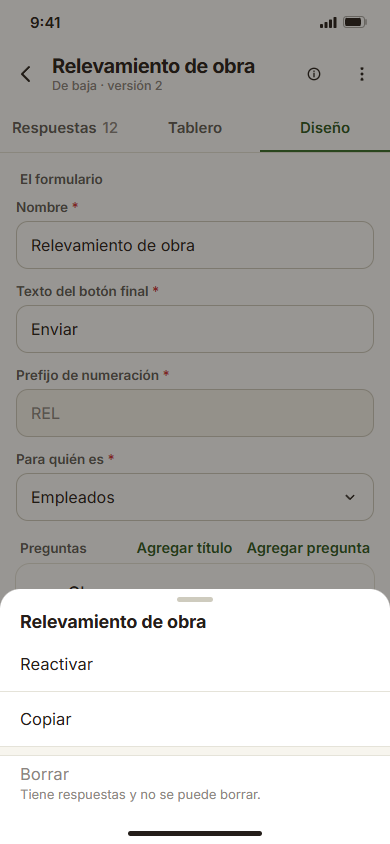 9:41
Relevamiento de obra
De baja · versión 2
Respuestas 12
Tablero
Diseño
El formulario
Nombre *
Relevamiento de obra
Texto del botón final *
Enviar
Prefijo de numeración *
REL
Para quién es *
Empleados
Preguntas
Agregar título
Agregar pregunta
Relevamiento de obra
Reactivar
Copiar
Borrar
Tiene respuestas y no se puede borrar.